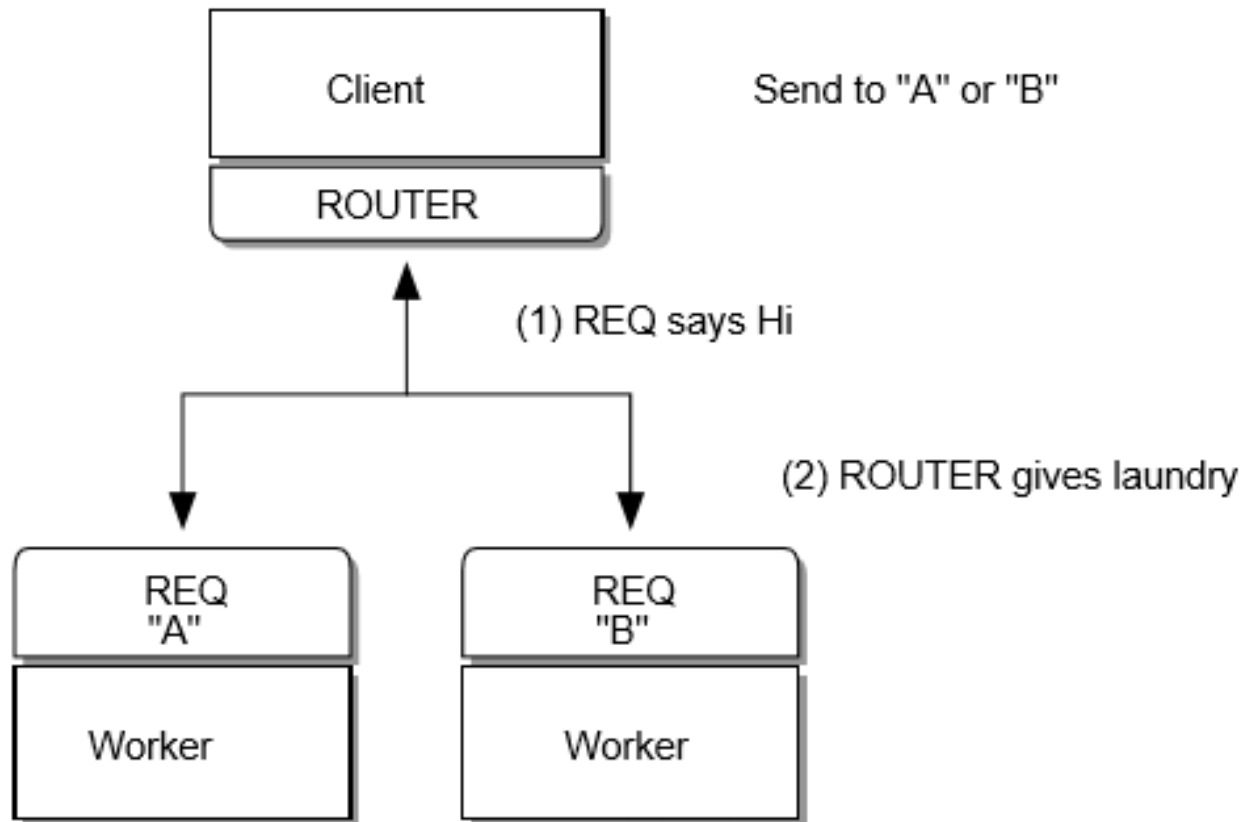 Client
Send to "A" or "B"
ROUTER
(1) REQ says Hi
(2) ROUTER gives laundry
REQ
"A"
REQ
"B"
Worker
Worker